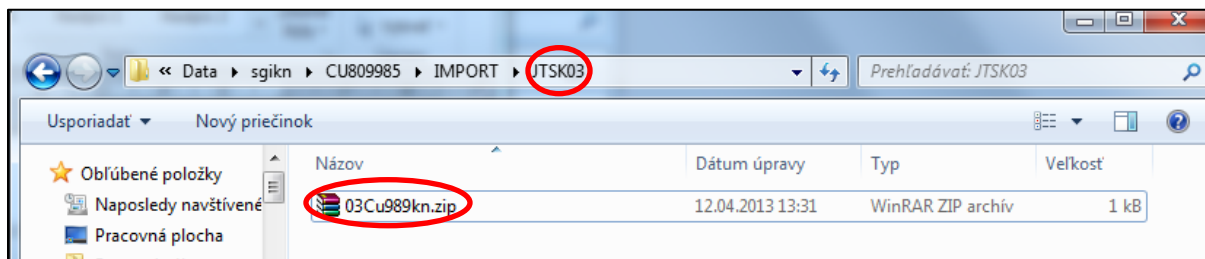 « Data ▸ sgikn ▸ CU809985 ▸ IMPORT ▸ JTSK03 Prehľadávať: JTSK03
Usporiadať Nový priečinok
Názov Dátum úpravy Typ Veľkosť
Obľúbené položky
03Cu989kn.zip 12.04.2013 13:31 WinRAR ZIP archív 1 kB
Naposledy navštívené
Pracovná plocha